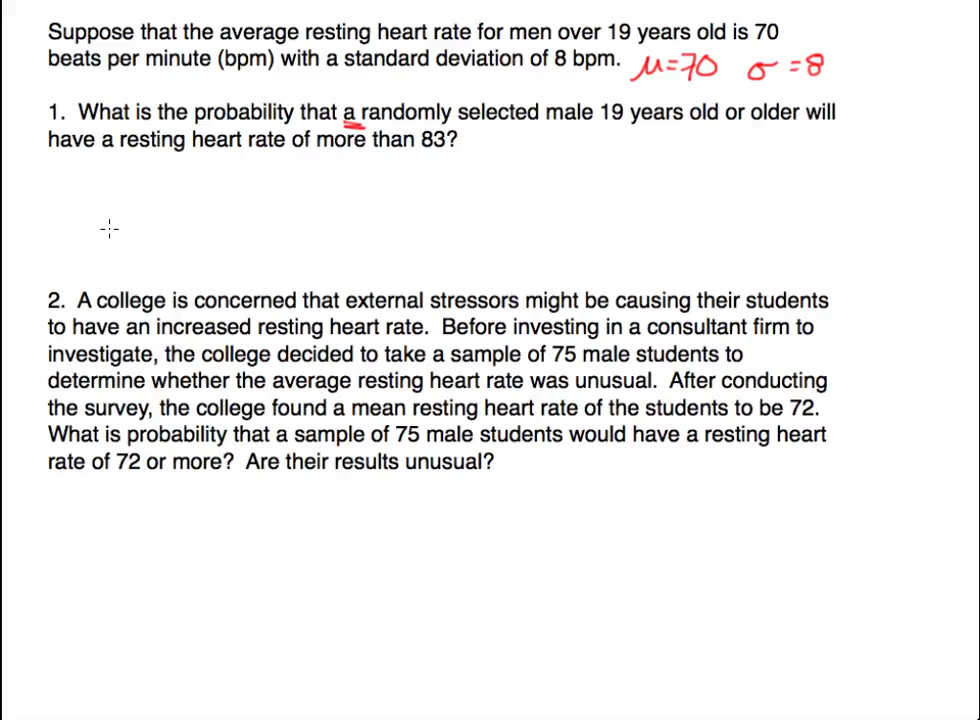 Suppose that the average resting heart rate for men over 19 years old is 70
beats per minute (bpm) with a standard deviation of 8 bpm. μ=70 σ=8
1. What is the probability that a randomly selected male 19 years old or older will
have a resting heart rate of more than 83?
2. A college is concerned that external stressors might be causing their students
to have an increased resting heart rate. Before investing in a consultant firm to
investigate, the college decided to take a sample of 75 male students to
determine whether the average resting heart rate was unusual. After conducting
the survey, the college found a mean resting heart rate of the students to be 72.
What is probability that a sample of 75 male students would have a resting heart
rate of 72 or more? Are their results unusual?